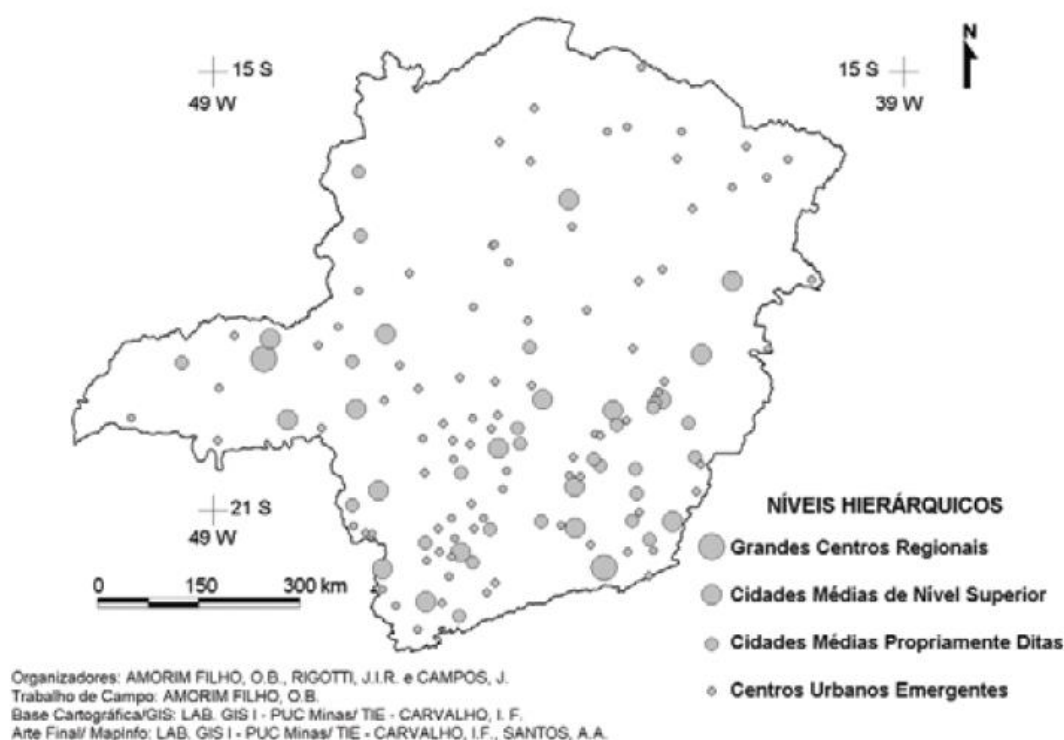 N
15 S
49 W
15 S
39 W
21 S
49 W
0 150 300 km
NÍVEIS HIERÁRQUICOS
Grandes Centros Regionais
Cidades Médias de Nível Superior
Cidades Médias Propriamente Ditas
Centros Urbanos Emergentes
Organizadores: AMORIM FILHO, O.B., RIGOTTI, J.I.R. e CAMPOS, J.
Trabalho de Campo: AMORIM FILHO, O.B.
Base Cartográfica/GIS: LAB. GIS I - PUC Minas/ TIE - CARVALHO, I. F.
Arte Final/ MapInfo: LAB. GIS I - PUC Minas/ TIE - CARVALHO, I.F., SANTOS, A.A.